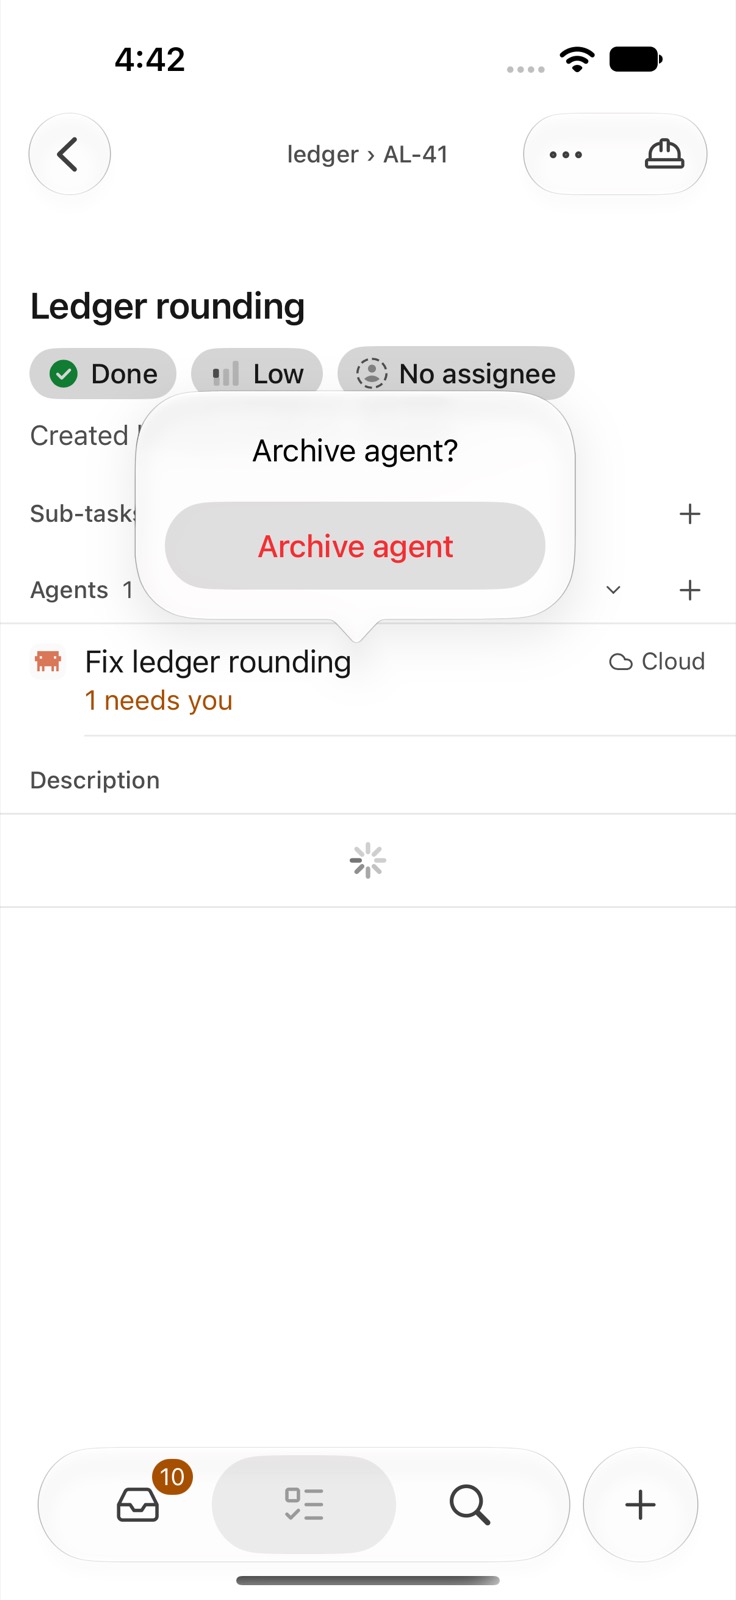 4:42
ledger › AL-41
Ledger rounding
Done
Low
No assignee
Created
Archive agent?
Archive agent
Sub-tasks
Agents 1
Fix ledger rounding
Cloud
1 needs you
Description
10